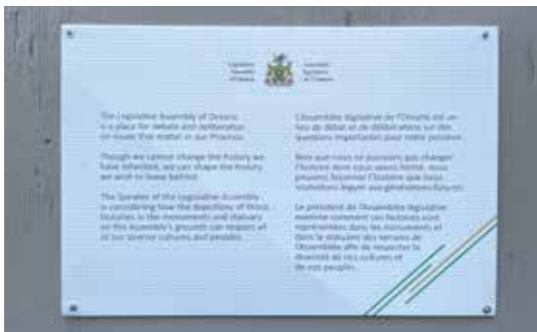 Legislative
Assembly
of Ontario
Assemblée
législative
de l'Ontario
The Legislative Assembly of Ontario
is a place for debate and deliberation
on issues that matter in our Province.
Though we cannot change the history we
have inherited, we can shape the history
we wish to leave behind.
The Speaker of the Legislative Assembly
is considering how the depictions of those
histories in the monuments and statuary
on the Assembly's grounds can respect all
of our diverse cultures and peoples.
L'Assemblée législative de l'Ontario est un
lieu de débat et de délibérations sur des
questions importantes pour notre province.
Bien que nous ne puissions pas changer
l'histoire dont nous avons hérité, nous
pouvons façonner l'histoire que nous
souhaitons léguer aux générations futures.
Le président de l'Assemblée législative
examine comment ces histoires sont
représentées dans les monuments et
dans la statuaire des terrains de
l'Assemblée afin de respecter la
diversité de nos cultures et
de nos peuples.